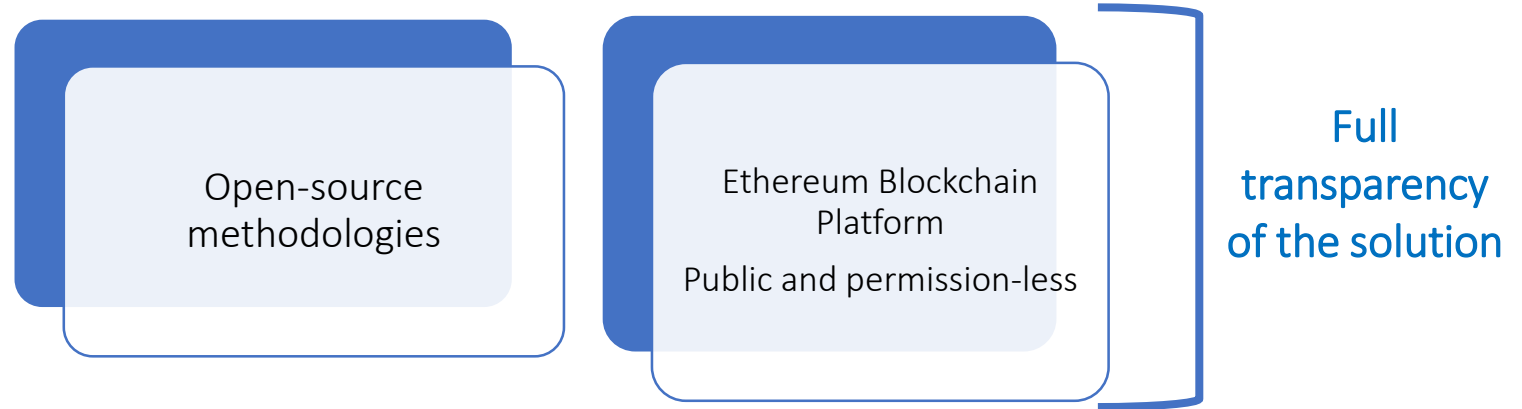 Open-source
methodologies
Ethereum Blockchain
Platform
Public and permission-less
Full
transparency
of the solution